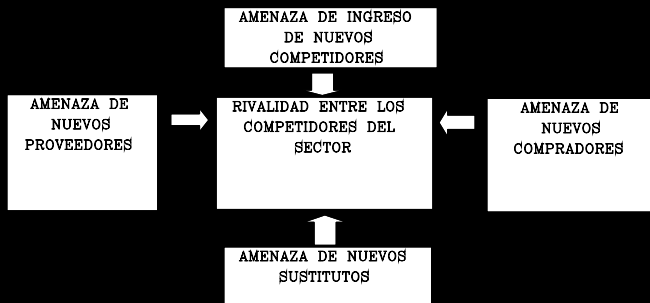 AMENAZA DE INGRESO
DE NUEVOS
COMPETIDORES
AMENAZA DE
NUEVOS
PROVEEDORES
RIVALIDAD ENTRE LOS
COMPETIDORES DEL
SECTOR
AMENAZA DE
NUEVOS
COMPRADORES
AMENAZA DE NUEVOS
SUSTITUTOS